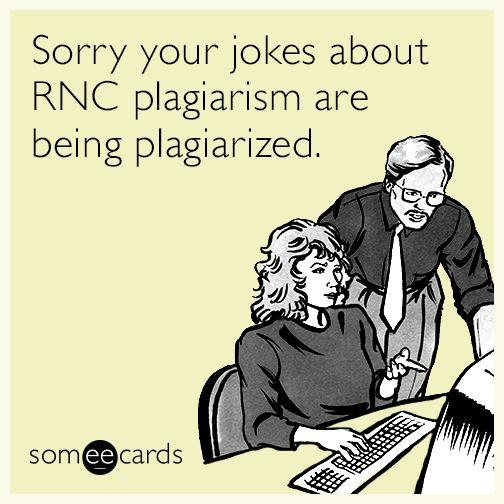 Sorry your jokes about
RNC plagiarism are
being plagiarized.
someecards